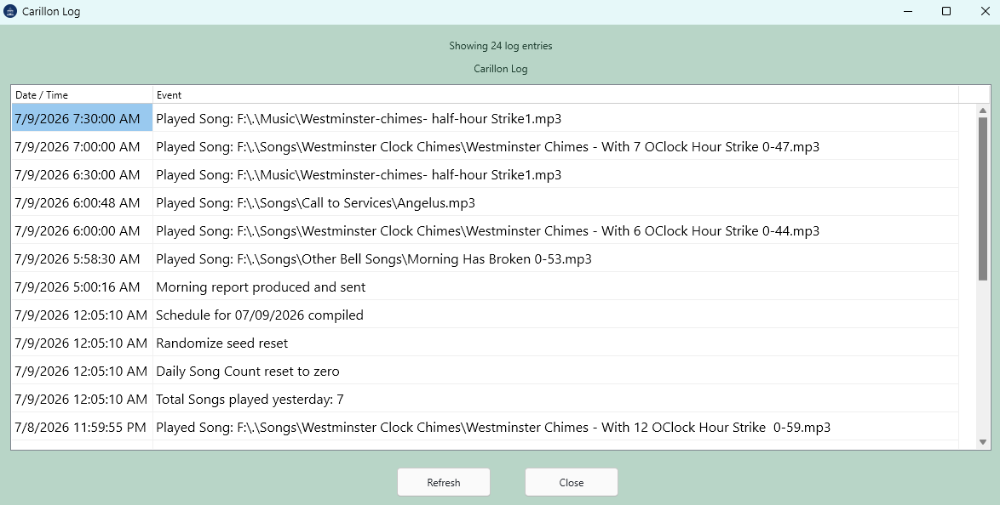 Carillon Log
Showing 24 log entries
Carillon Log
Date / Time Event
7/9/2026 7:30:00 AM Played Song: F:\.\Music\Westminster-chimes- half-hour Strike1.mp3
7/9/2026 7:00:00 AM Played Song: F:\.\Songs\Westminster Clock Chimes\Westminster Chimes - With 7 OClock Hour Strike 0-47.mp3
7/9/2026 6:30:00 AM Played Song: F:\.\Music\Westminster-chimes- half-hour Strike1.mp3
7/9/2026 6:00:48 AM Played Song: F:\.\Songs\Call to Services\Angelus.mp3
7/9/2026 6:00:00 AM Played Song: F:\.\Songs\Westminster Clock Chimes\Westminster Chimes - With 6 OClock Hour Strike 0-44.mp3
7/9/2026 5:58:30 AM Played Song: F:\.\Songs\Other Bell Songs\Morning Has Broken 0-53.mp3
7/9/2026 5:00:16 AM Morning report produced and sent
7/9/2026 12:05:10 AM Schedule for 07/09/2026 compiled
7/9/2026 12:05:10 AM Randomize seed reset
7/9/2026 12:05:10 AM Daily Song Count reset to zero
7/9/2026 12:05:10 AM Total Songs played yesterday: 7
7/8/2026 11:59:55 PM Played Song: F:\.\Songs\Westminster Clock Chimes\Westminster Chimes - With 12 OClock Hour Strike  0-59.mp3
Refresh Close